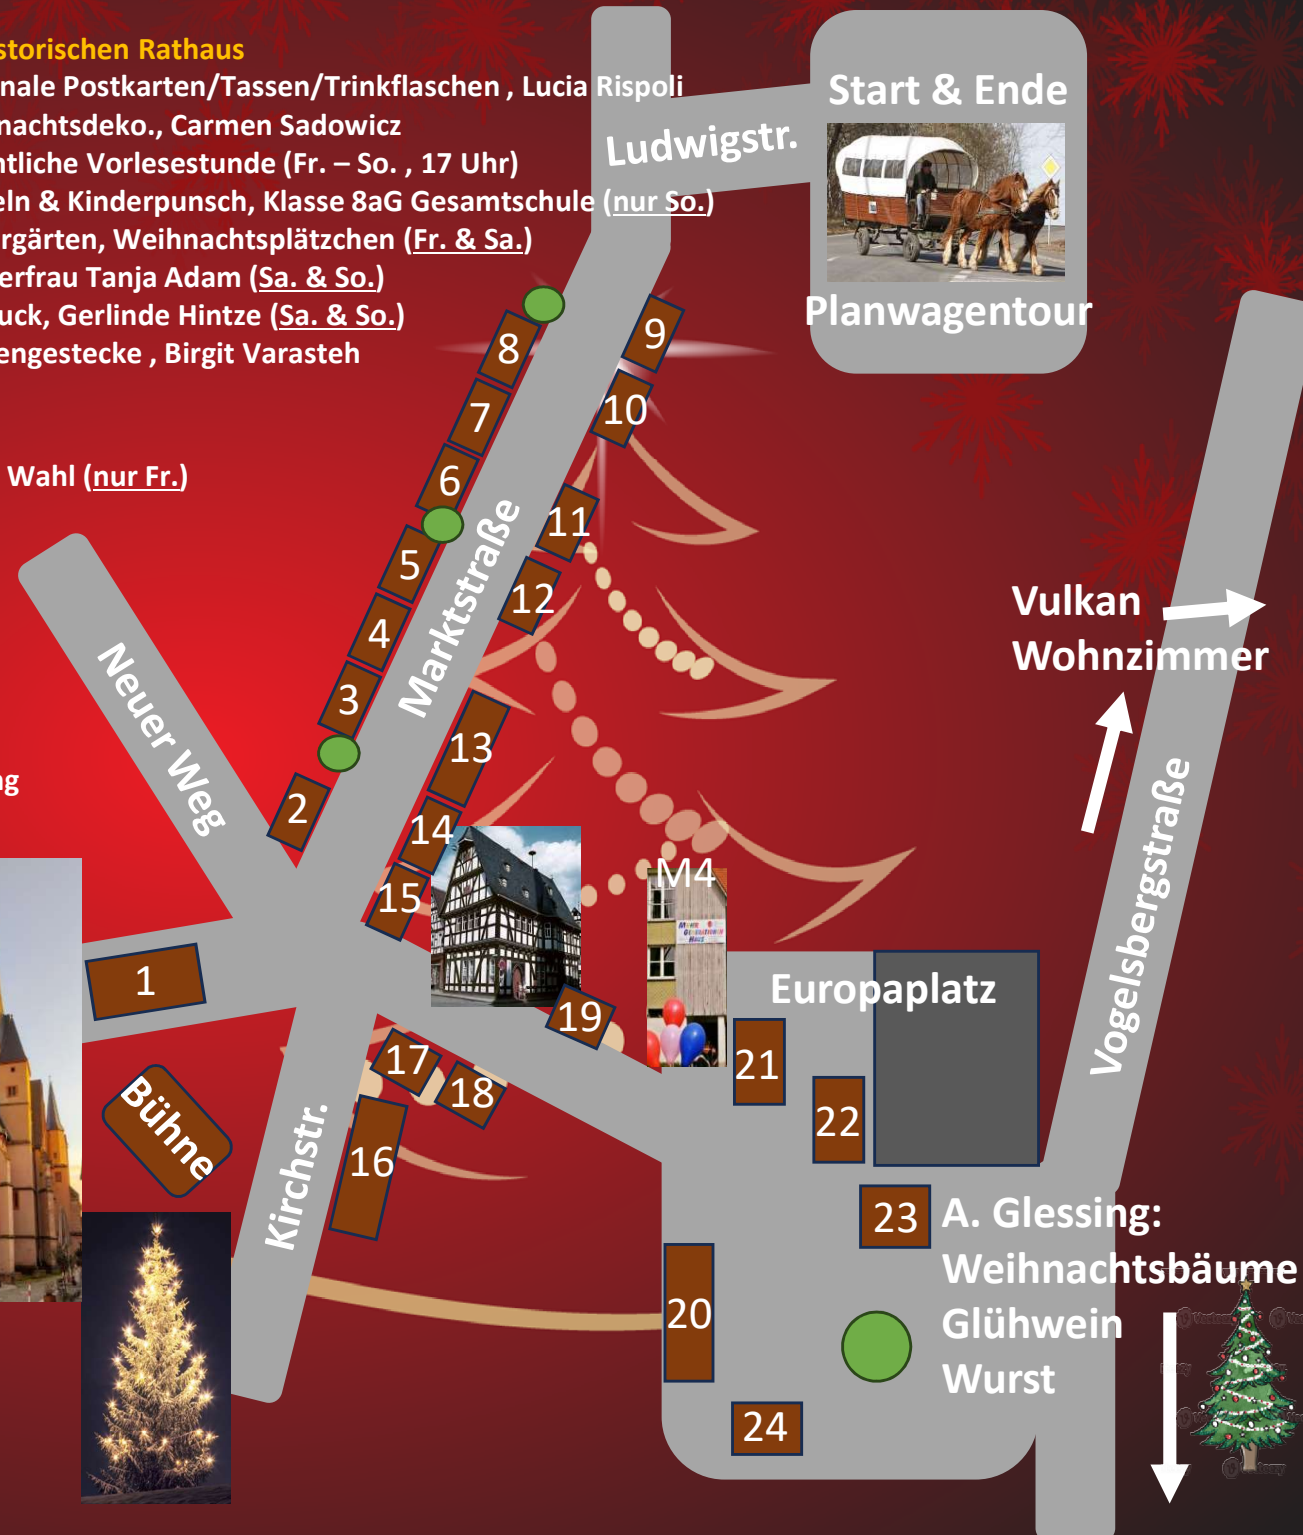 storischen Rathaus
nale Postkarten/Tassen/Trinkflaschen , Lucia Rispoli
nachtsdeko., Carmen Sadowicz
ntliche Vorlesestunde (Fr. – So. , 17 Uhr)
eln & Kinderpunsch, Klasse 8aG Gesamtschule (nur So.)
rgärten, Weihnachtsplätzchen (Fr. & Sa.)
erfrau Tanja Adam (Sa. & So.)
uck, Gerlinde Hintze (Sa. & So.)
engestecke , Birgit Varasteh
Wahl (nur Fr.)
ng
Ludwigstr.
Start & Ende
Planwagentour
8
9
7
10
6
11
5
12
4
3
13
2
14
15
Marktstraße
Neuer Weg
Vulkan
Wohnzimmer
Vogelsbergstraße
M4
Mehr
Generationen
Haus
Europaplatz
1
19
17
18
21
22
16
Bühne
Kirchstr.
23
A. Glessing:
Weihnachtsbäume
Glühwein
Wurst
20
24